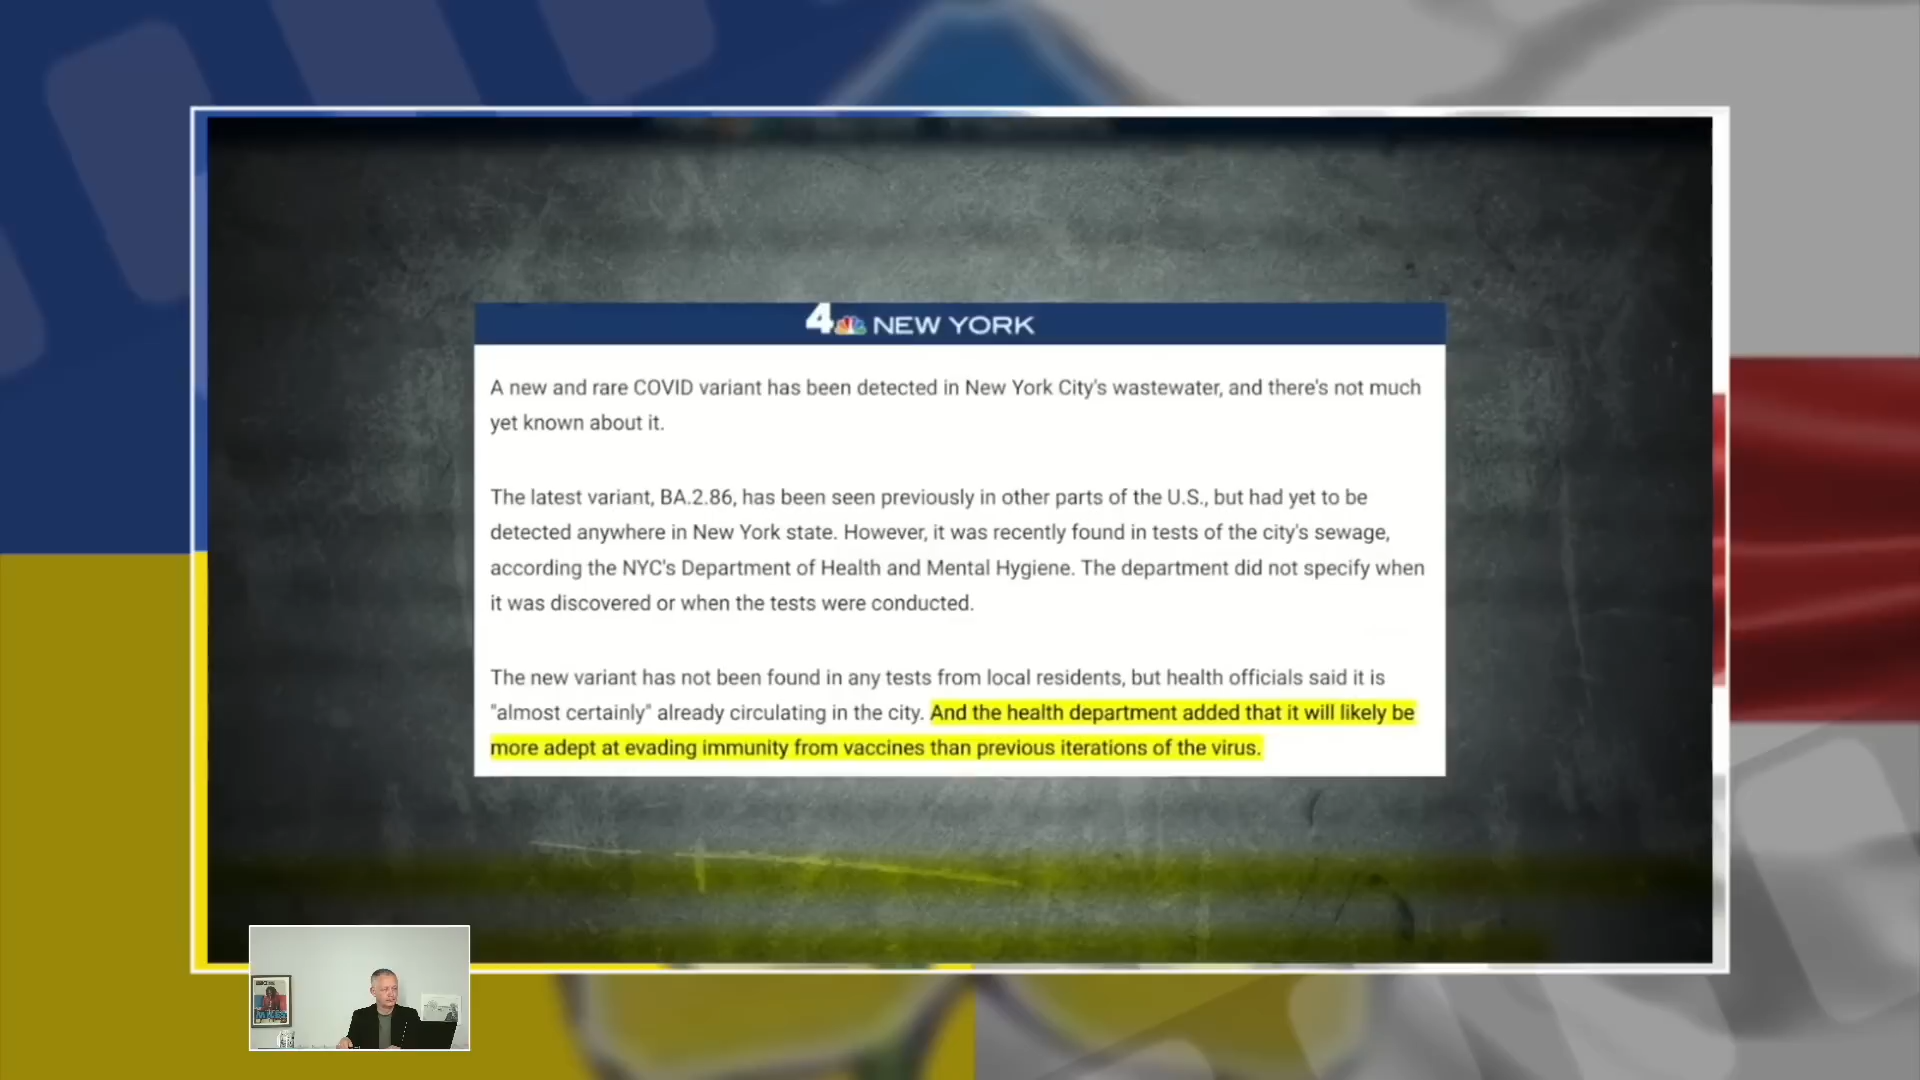 4 NEW YORK
A new and rare COVID variant has been detected in New York City's wastewater, and there's not much
yet known about it.
The latest variant, BA.2.86, has been seen previously in other parts of the U.S., but had yet to be
detected anywhere in New York state. However, it was recently found in tests of the city's sewage,
according the NYC's Department of Health and Mental Hygiene. The department did not specify when
it was discovered or when the tests were conducted.
The new variant has not been found in any tests from local residents, but health officials said it is
"almost certainly" already circulating in the city. And the health department added that it will likely be
more adept at evading immunity from vaccines than previous iterations of the virus.